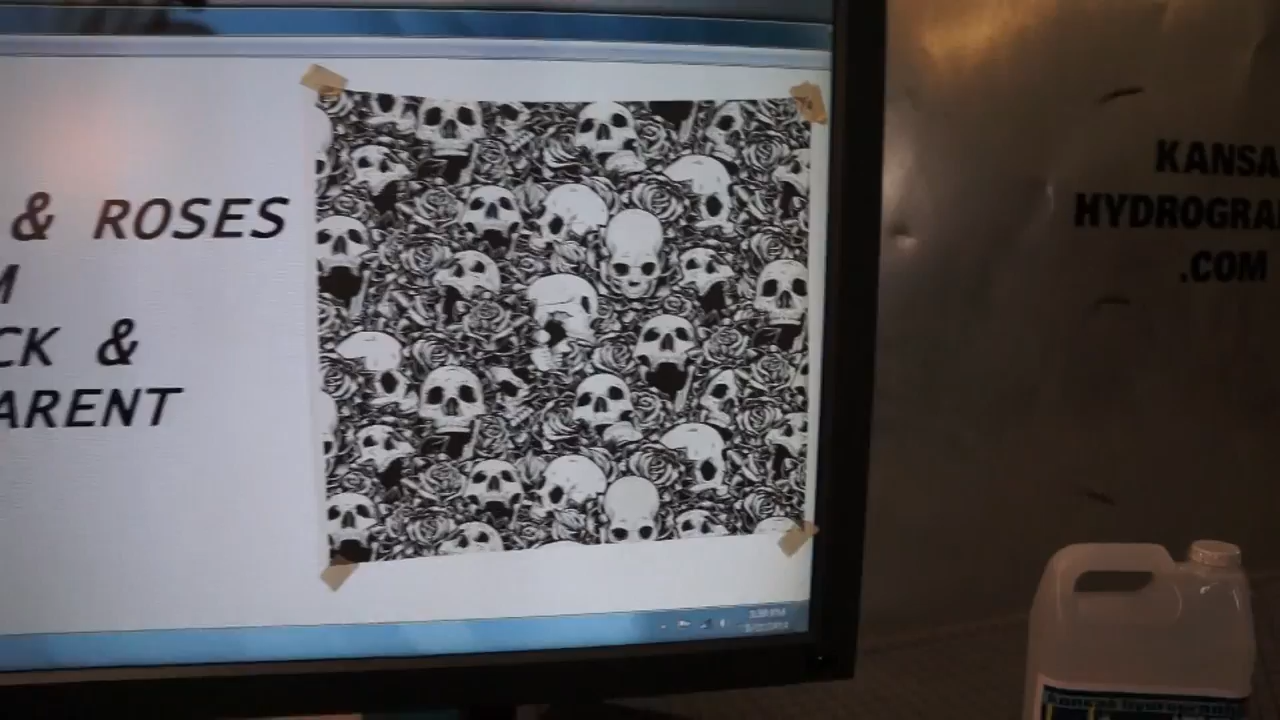 & ROSES
M
CK &
ARENT
KANSA
HYDROGRA
.COM